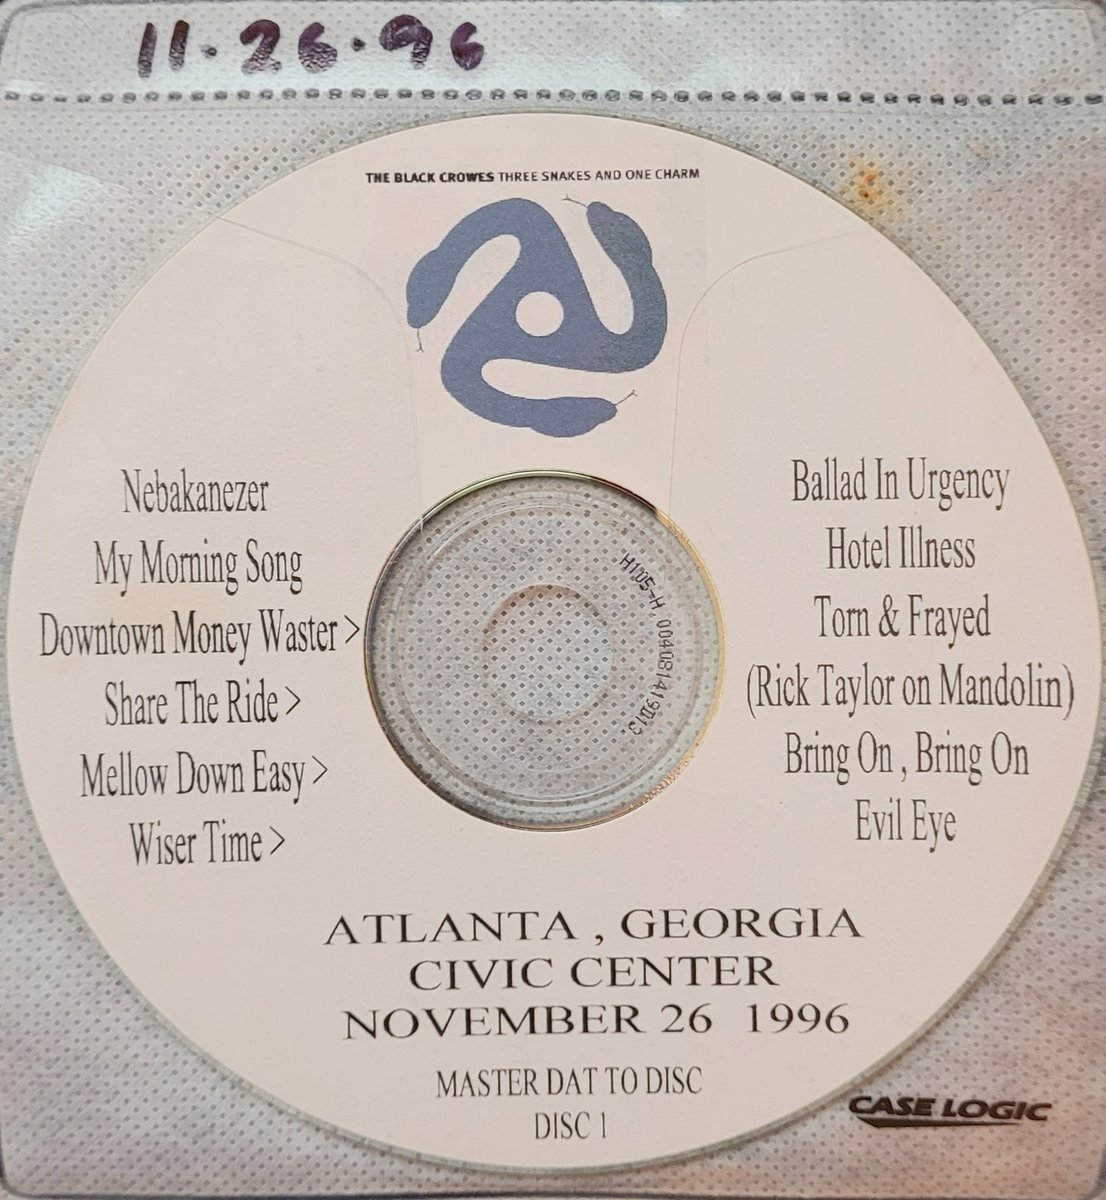 11.26.96
THE BLACK CROWES THREE SNAKES AND ONE CHARM
Nebakanezer
My Morning Song
Downtown Money Waster >
Share The Ride >
Mellow Down Easy >
Wiser Time >
Ballad In Urgency
Hotel Illness
Torn & Frayed
(Rick Taylor on Mandolin)
Bring On , Bring On
Evil Eye
ATLANTA , GEORGIA
CIVIC CENTER
NOVEMBER 26 1996
MASTER DAT TO DISC
DISC 1
CASE LOGIC